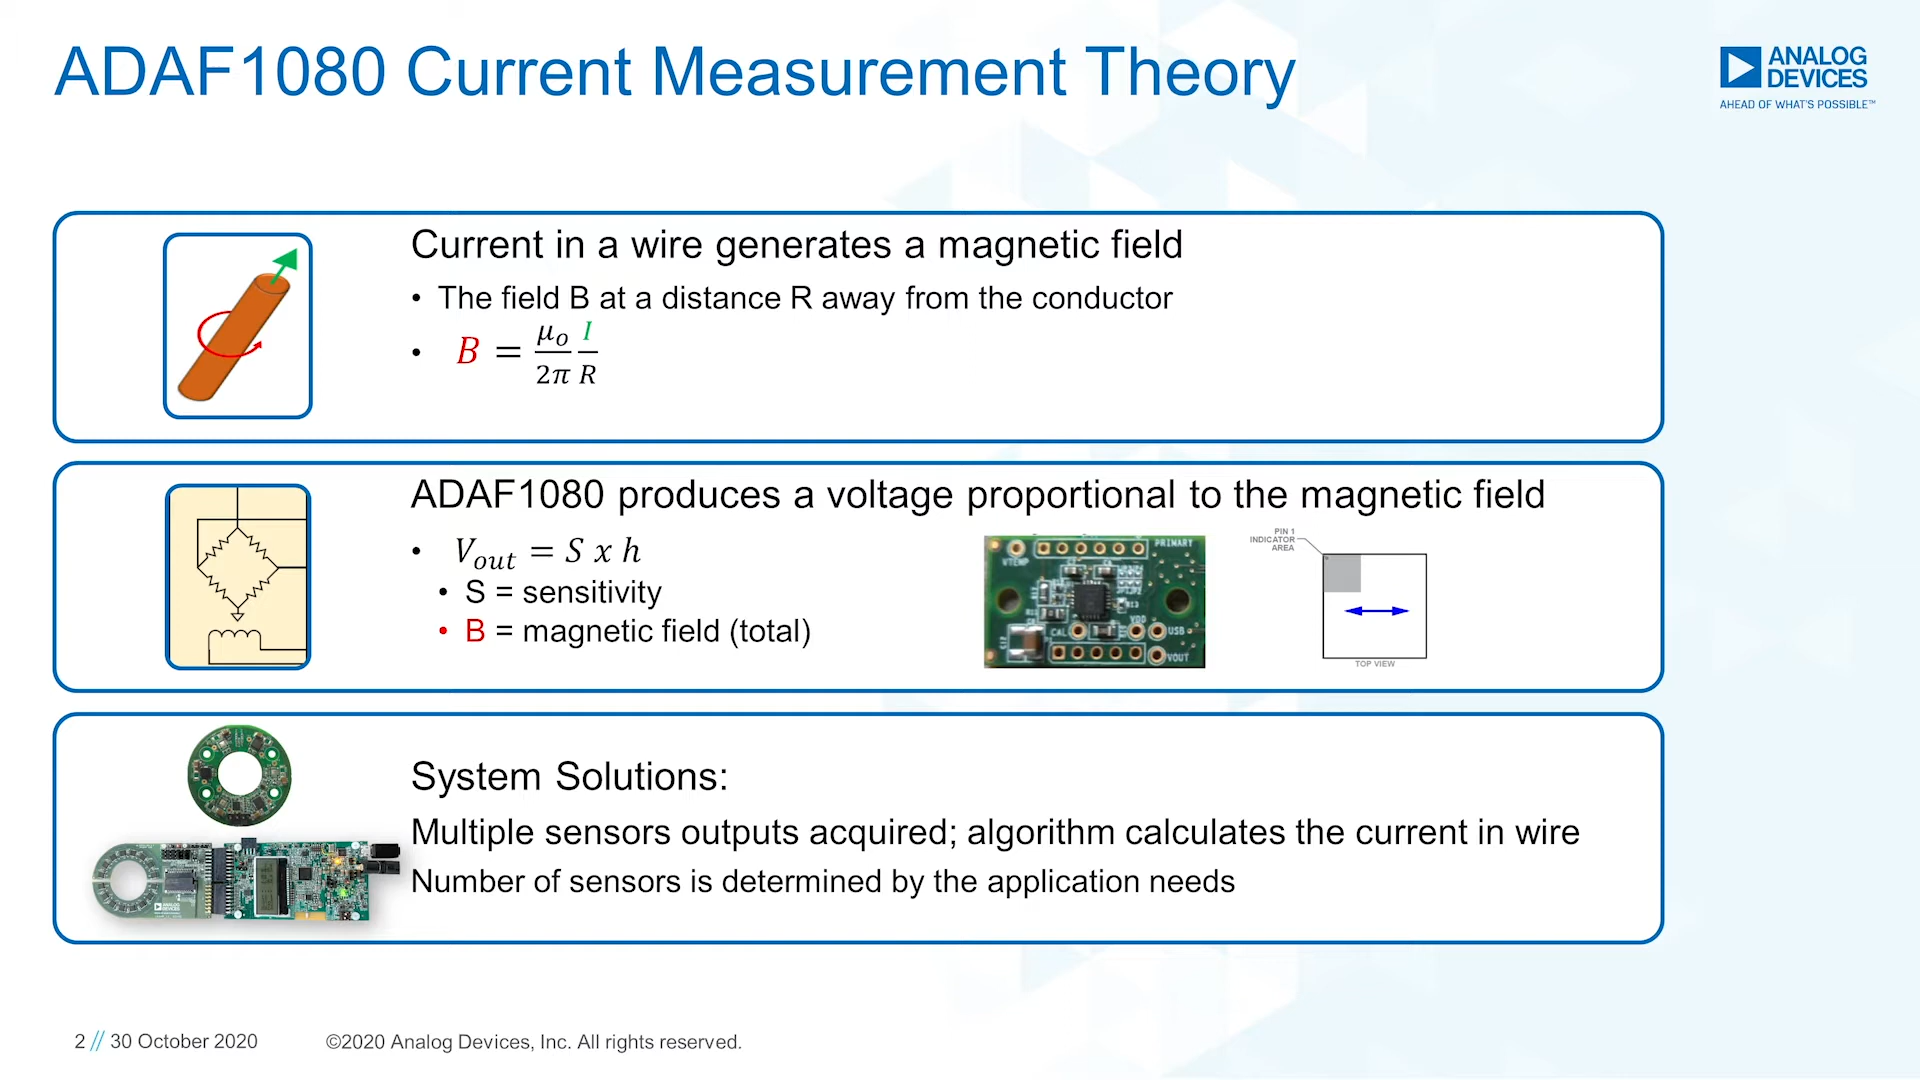 ADAF1080 Current Measurement Theory
ANALOG
DEVICES
AHEAD OF WHAT'S POSSIBLE™
Current in a wire generates a magnetic field
• The field B at a distance R away from the conductor
• B = μo/2π I/R
ADAF1080 produces a voltage proportional to the magnetic field
• Vout = S x h
• S = sensitivity
• B = magnetic field (total)
PRIMARY
VTEMP
CAL
VDD
USB
VOUT
PIN 1
INDICATOR
AREA
TOP VIEW
System Solutions:
Multiple sensors outputs acquired; algorithm calculates the current in wire
Number of sensors is determined by the application needs
ANALOG
DEVICES
2 // 30 October 2020 ©2020 Analog Devices, Inc. All rights reserved.